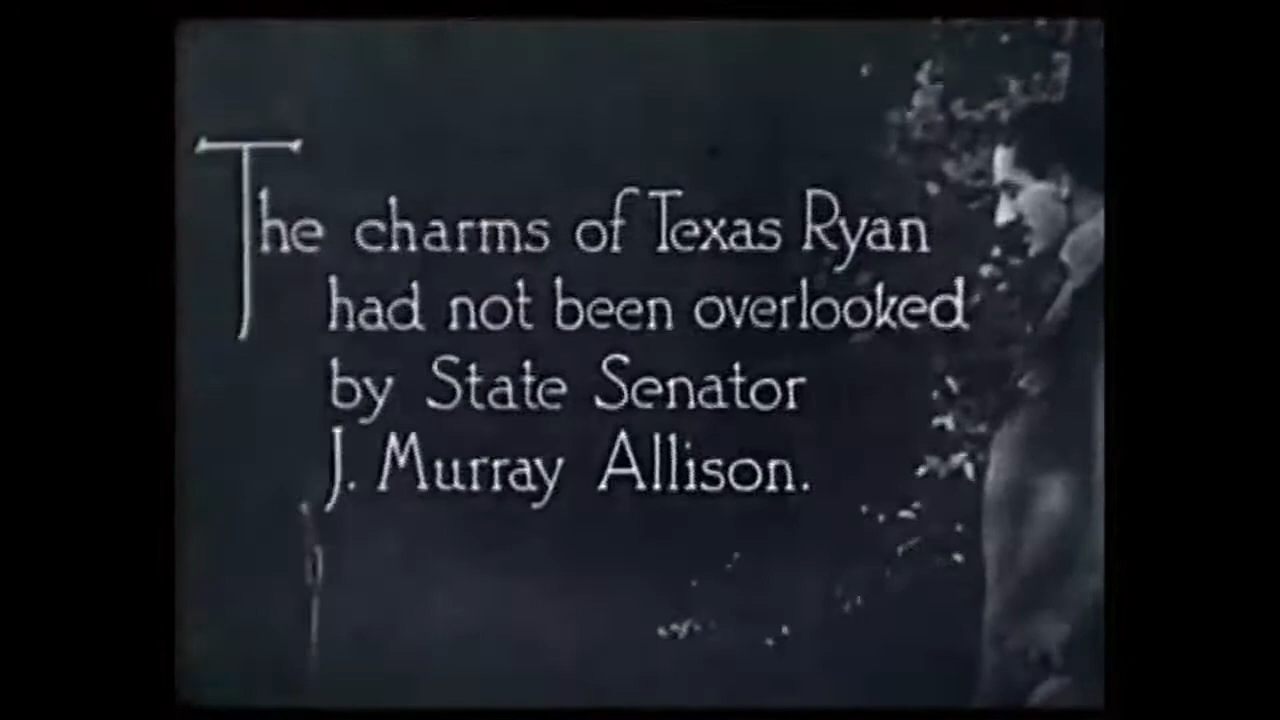 The charms of Texas Ryan
had not been overlooked
by State Senator
J. Murray Allison.